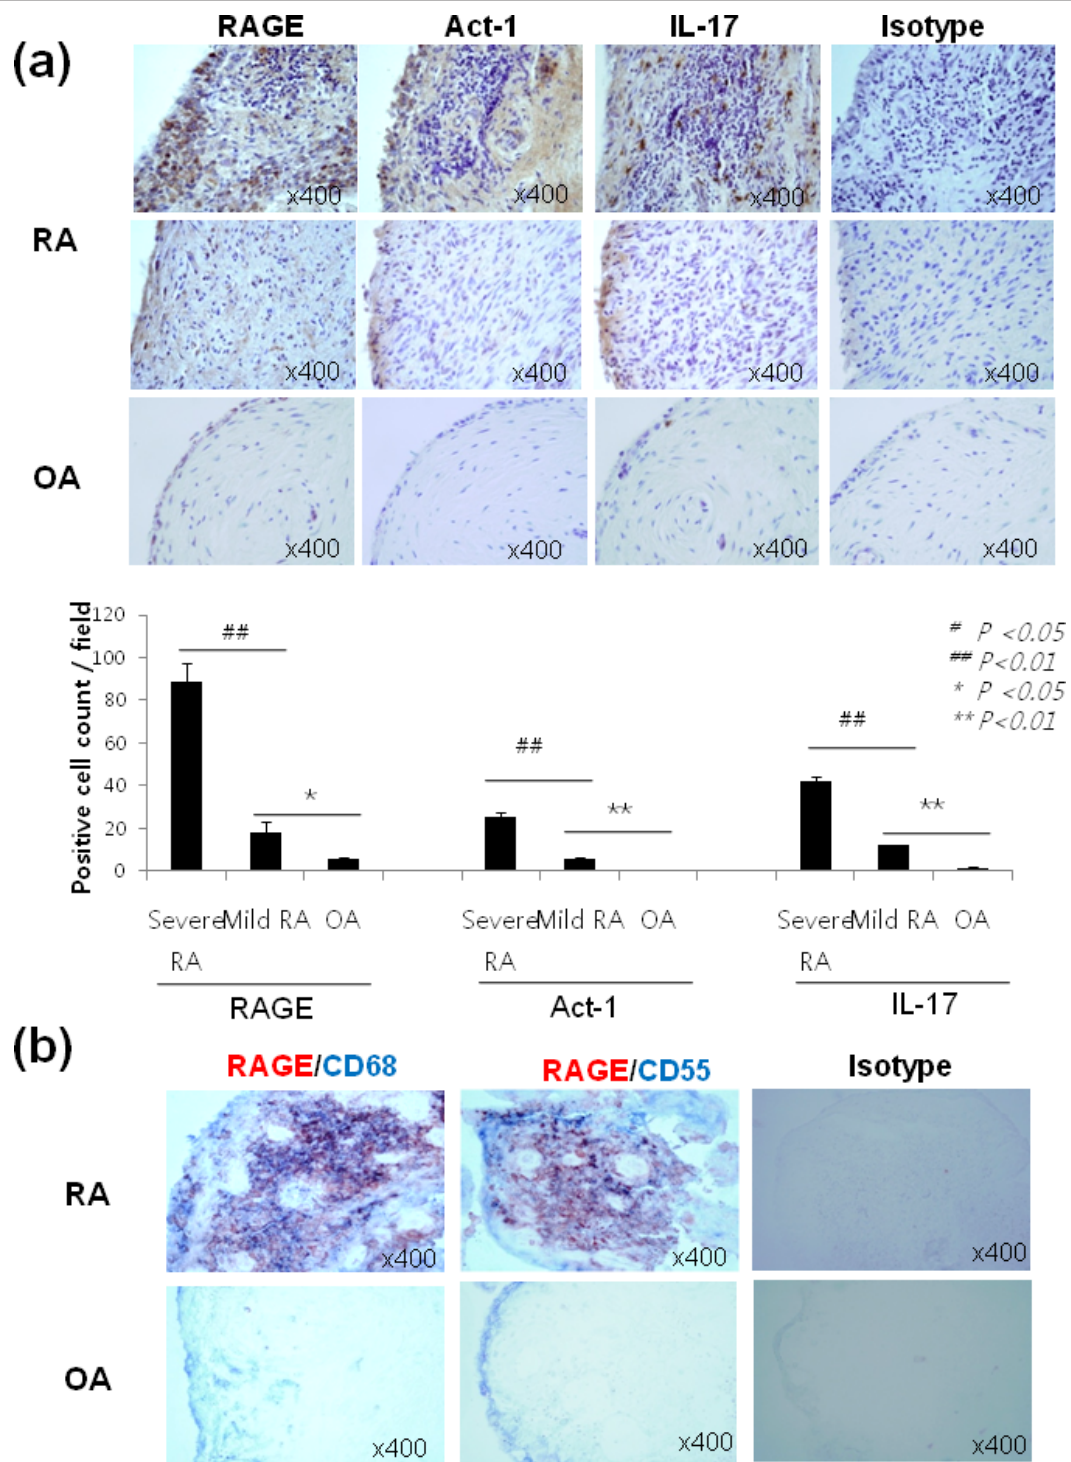 RAGE Act-1 IL-17 Isotype
(a)
x400 x400 x400 x400
RA
x400 x400 x400 x400
OA
x400 x400 x400 x400
Positive cell count / field
120
100
80
60
40
20
0
##
*
##
**
##
**
# P <0.05
## P<0.01
* P <0.05
** P<0.01
Severe RA Mild RA OA Severe RA Mild RA OA Severe RA Mild RA OA
RAGE Act-1 IL-17
(b)
RAGE/CD68 RAGE/CD55 Isotype
RA
x400 x400 x400
OA
x400 x400 x400